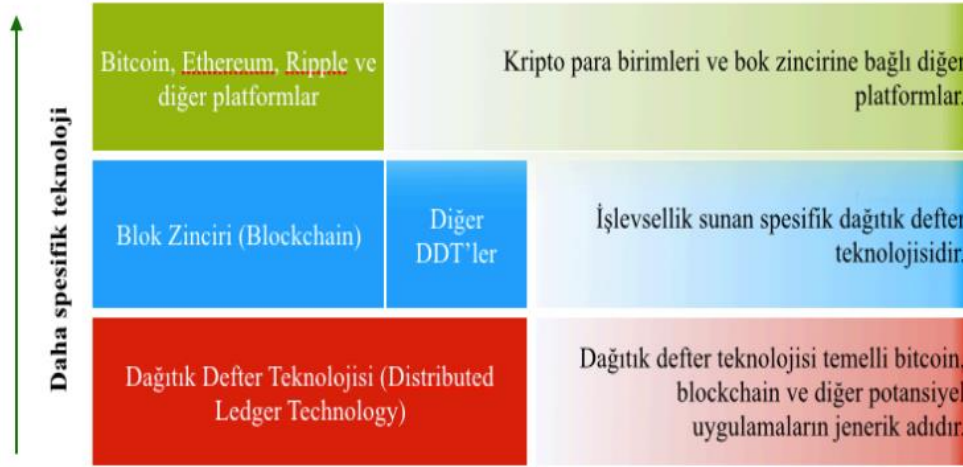 Daha spesifik teknoloji
Bitcoin, Ethereum, Ripple ve
diğer platformlar
Kripto para birimleri ve bok zincirine bağlı diğer
platformlar.
Blok Zinciri (Blockchain)
Diğer
DDT’ler
İşlevsellik sunan spesifik dağıtık defter
teknolojisidir.
Dağıtık Defter Teknolojisi (Distributed
Ledger Technology)
Dağıtık defter teknolojisi temelli bitcoin,
blockchain ve diğer potansiyel
uygulamaların jenerik adıdır.